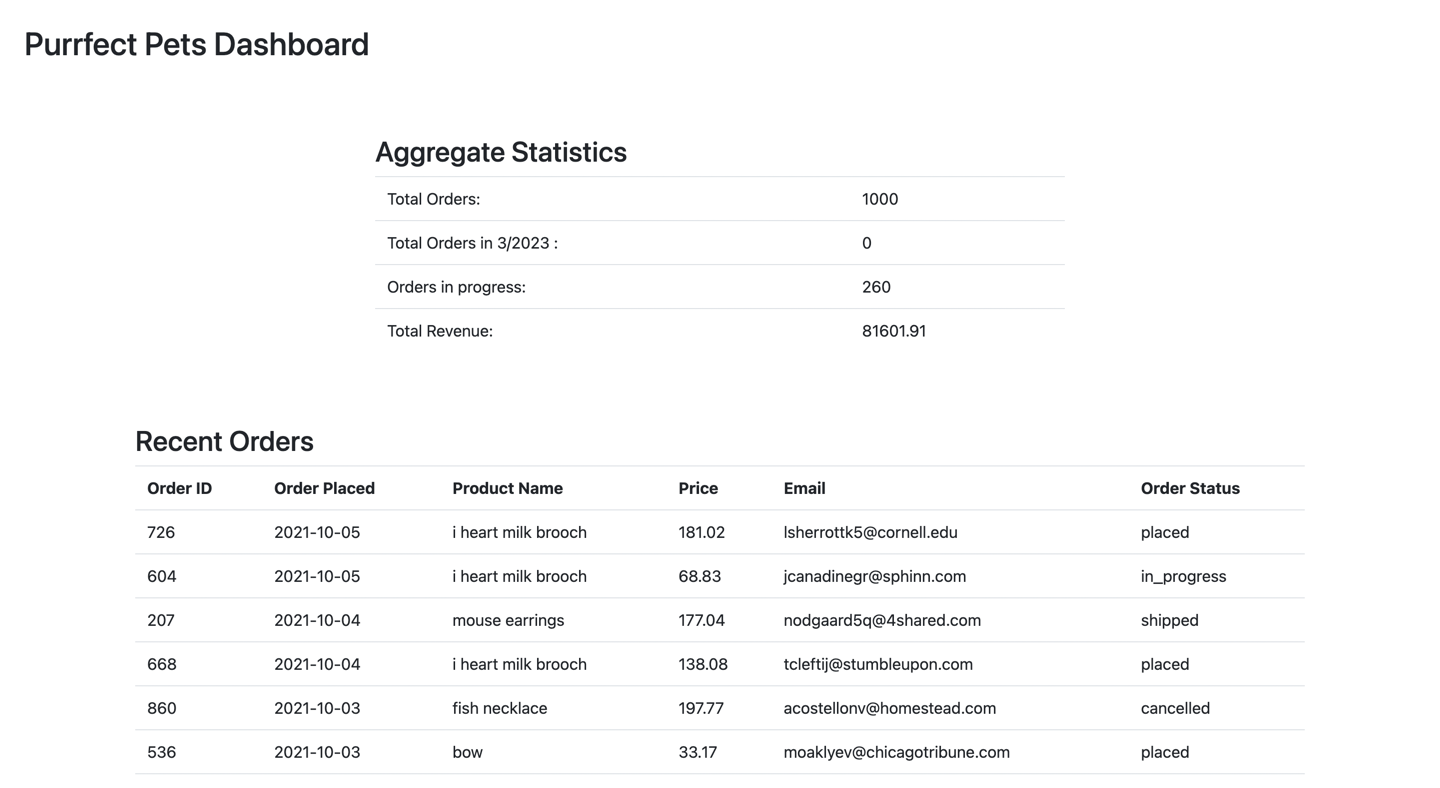 Purrfect Pets Dashboard
Aggregate Statistics
Total Orders: 1000
Total Orders in 3/2023 : 0
Orders in progress: 260
Total Revenue: 81601.91
Recent Orders
Order ID Order Placed Product Name Price Email Order Status
726 2021-10-05 i heart milk brooch 181.02 lsherrottk5@cornell.edu placed
604 2021-10-05 i heart milk brooch 68.83 jcanadinegr@sphinn.com in_progress
207 2021-10-04 mouse earrings 177.04 nodgaard5q@4shared.com shipped
668 2021-10-04 i heart milk brooch 138.08 tcleftij@stumbleupon.com placed
860 2021-10-03 fish necklace 197.77 acostellonv@homestead.com cancelled
536 2021-10-03 bow 33.17 moaklyev@chicagotribune.com placed